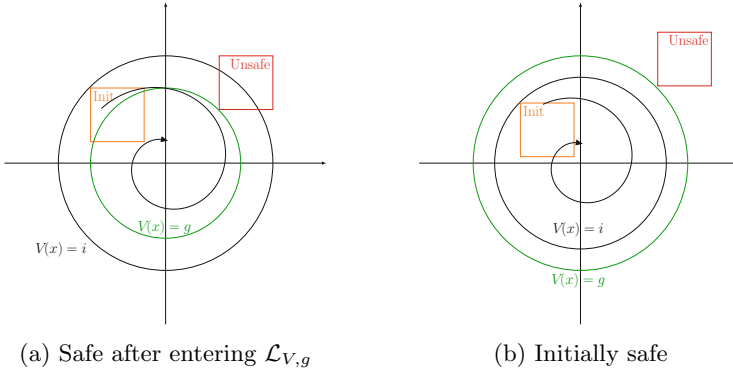 Unsafe
Init
V(x) = g
V(x) = i
(a) Safe after entering 𝓛_{V,g}
Unsafe
Init
V(x) = i
V(x) = g
(b) Initially safe